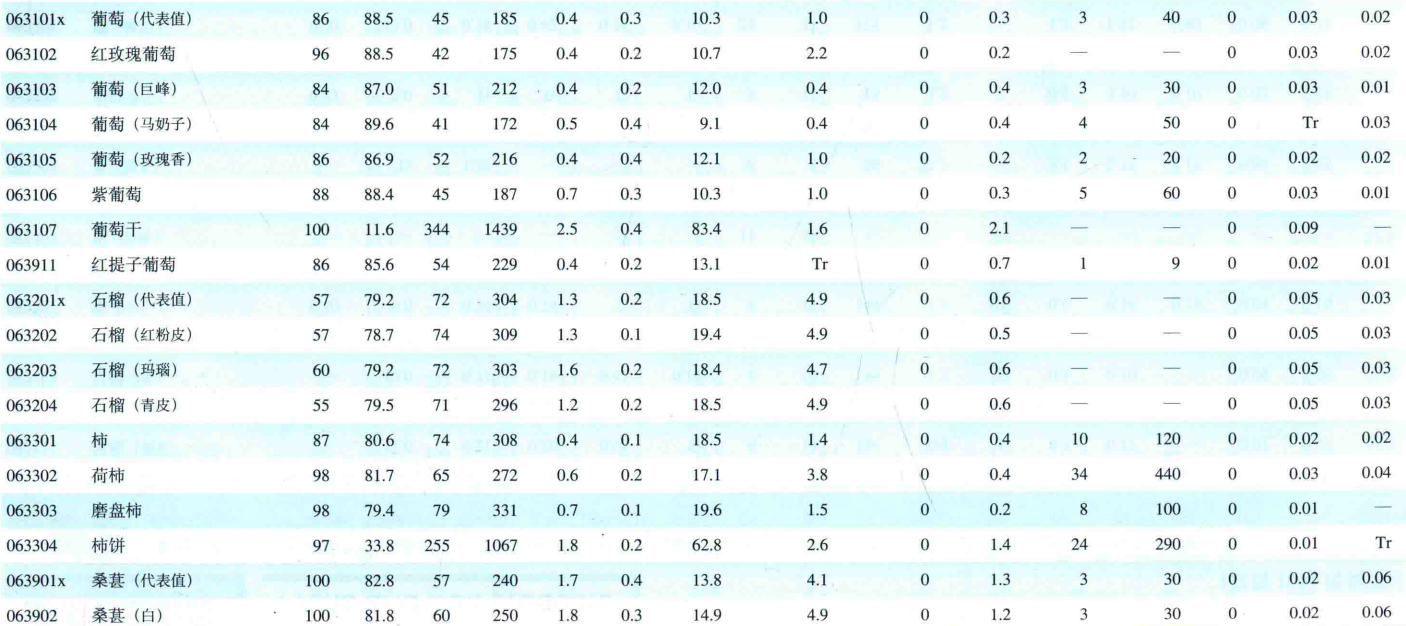 063101x 葡萄（代表值） 86 88.5 45 185 0.4 0.3 10.3 1.0 0 0.3 3 40 0 0.03 0.02
063102 红玫瑰葡萄 96 88.5 42 175 0.4 0.2 10.7 2.2 0 0.2 — — 0 0.03 0.02
063103 葡萄（巨峰） 84 87.0 51 212 0.4 0.2 12.0 0.4 0 0.4 3 30 0 0.03 0.01
063104 葡萄（马奶子） 84 89.6 41 172 0.5 0.4 9.1 0.4 0 0.4 4 50 0 Tr 0.03
063105 葡萄（玫瑰香） 86 86.9 52 216 0.4 0.4 12.1 1.0 0 0.2 2 20 0 0.02 0.02
063106 紫葡萄 88 88.4 45 187 0.7 0.3 10.3 1.0 0 0.3 5 60 0 0.03 0.01
063107 葡萄干 100 11.6 344 1439 2.5 0.4 83.4 1.6 0 2.1 — — 0 0.09 —
063911 红提子葡萄 86 85.6 54 229 0.4 0.2 13.1 Tr 0 0.7 1 9 0 0.02 0.01
063201x 石榴（代表值） 57 79.2 72 304 1.3 0.2 18.5 4.9 0 0.6 — — 0 0.05 0.03
063202 石榴（红粉皮） 57 78.7 74 309 1.3 0.1 19.4 4.9 0 0.5 — — 0 0.05 0.03
063203 石榴（玛瑙） 60 79.2 72 303 1.6 0.2 18.4 4.7 0 0.6 — — 0 0.05 0.03
063204 石榴（青皮） 55 79.5 71 296 1.2 0.2 18.5 4.9 0 0.6 — — 0 0.05 0.03
063301 柿 87 80.6 74 308 0.4 0.1 18.5 1.4 0 0.4 10 120 0 0.02 0.02
063302 荷柿 98 81.7 65 272 0.6 0.2 17.1 3.8 0 0.4 34 440 0 0.03 0.04
063303 磨盘柿 98 79.4 79 331 0.7 0.1 19.6 1.5 0 0.2 8 100 0 0.01 —
063304 柿饼 97 33.8 255 1067 1.8 0.2 62.8 2.6 0 1.4 24 290 0 0.01 Tr
063901x 桑葚（代表值） 100 82.8 57 240 1.7 0.4 13.8 4.1 0 1.3 3 30 0 0.02 0.06
063902 桑葚（白） 100 81.8 60 250 1.8 0.3 14.9 4.9 0 1.2 3 30 0 0.02 0.06